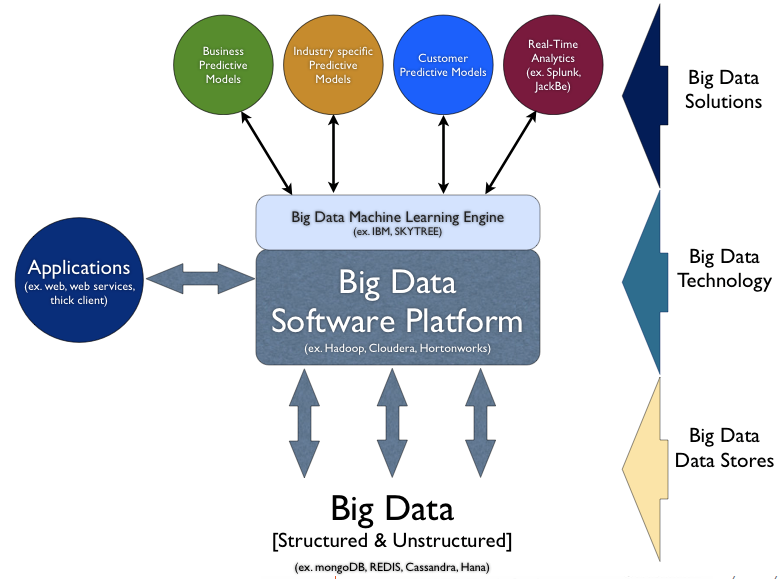 Business
Predictive
Models
Industry specific
Predictive
Models
Customer
Predictive Models
Real-Time
Analytics
(ex. Splunk,
JackBe)
Big Data
Solutions
Big Data Machine Learning Engine
(ex. IBM, SKYTREE)
Applications
(ex. web, web services,
thick client)
Big Data
Software Platform
(ex. Hadoop, Cloudera, Hortonworks)
Big Data
Technology
Big Data
Data Stores
Big Data
[Structured & Unstructured]
(ex. mongoDB, REDIS, Cassandra, Hana)